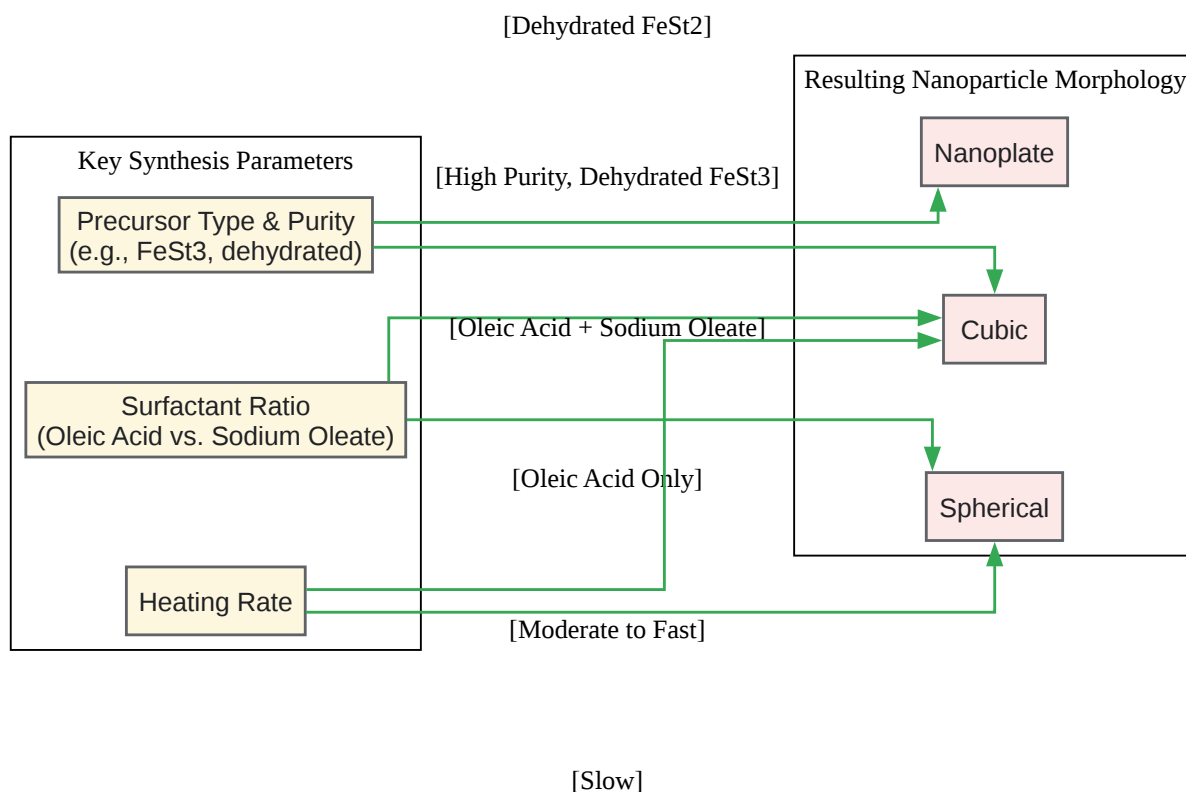 [Dehydrated FeSt2]
Resulting Nanoparticle Morphology
Nanoplate
Key Synthesis Parameters
[High Purity, Dehydrated FeSt3]
Precursor Type & Purity
(e.g., FeSt3, dehydrated)
[Oleic Acid + Sodium Oleate]
Cubic
Surfactant Ratio
(Oleic Acid vs. Sodium Oleate)
[Oleic Acid Only]
Spherical
Heating Rate
[Moderate to Fast]
[Slow]